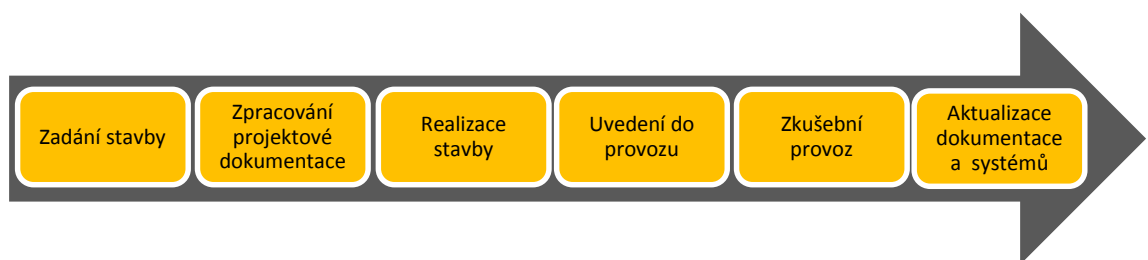 Zadání stavby
Zpracování
projektové
dokumentace
Realizace
stavby
Uvedení do
provozu
Zkušební
provoz
Aktualizace
dokumentace
a systémů